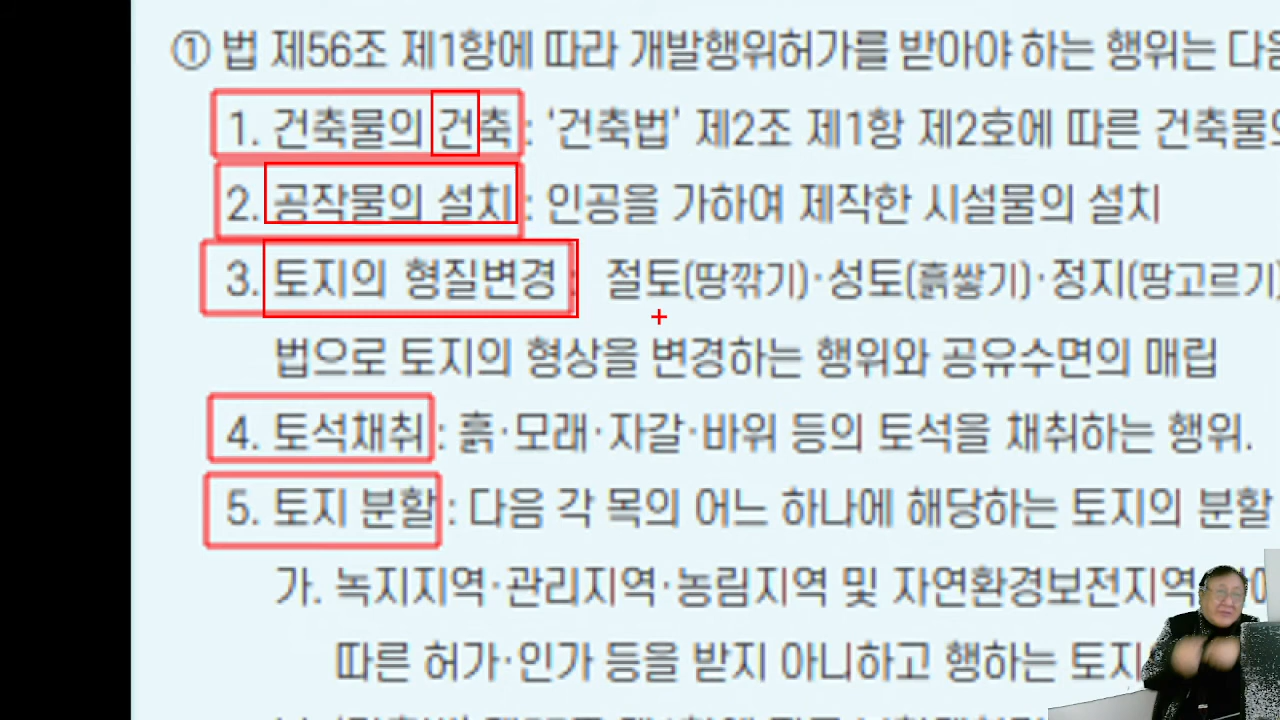 ① 법 제56조 제1항에 따라 개발행위허가를 받아야 하는 행위는
1. 건축물의 건축 : ‘건축법’ 제2조 제1항 제2호에 따른
2. 공작물의 설치 : 인공을 가하여 제작한 시설물의 설치
3. 토지의 형질변경 : 절토(땅깎기)·성토(흙쌓기)·정지(땅고르기)
법으로 토지의 형상을 변경하는 행위와 공유수면의 매립
4. 토석채취 : 흙·모래·자갈·바위 등의 토석을 채취하는 행위.
5. 토지 분할 : 다음 각 목의 어느 하나에 해당하는 토지의 분할
가. 녹지지역·관리지역·농림지역 및 자연환경보전지역
따른 허가·인가 등을 받지 아니하고 행하는